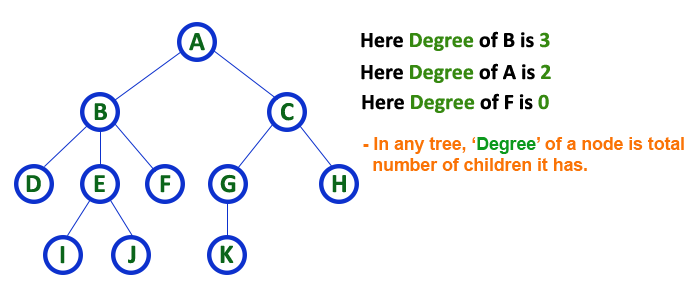 A
Here Degree of B is 3
Here Degree of A is 2
B
C
Here Degree of F is 0
- In any tree, ‘Degree’ of a node is total
number of children it has.
D
E
F
G
H
I
J
K